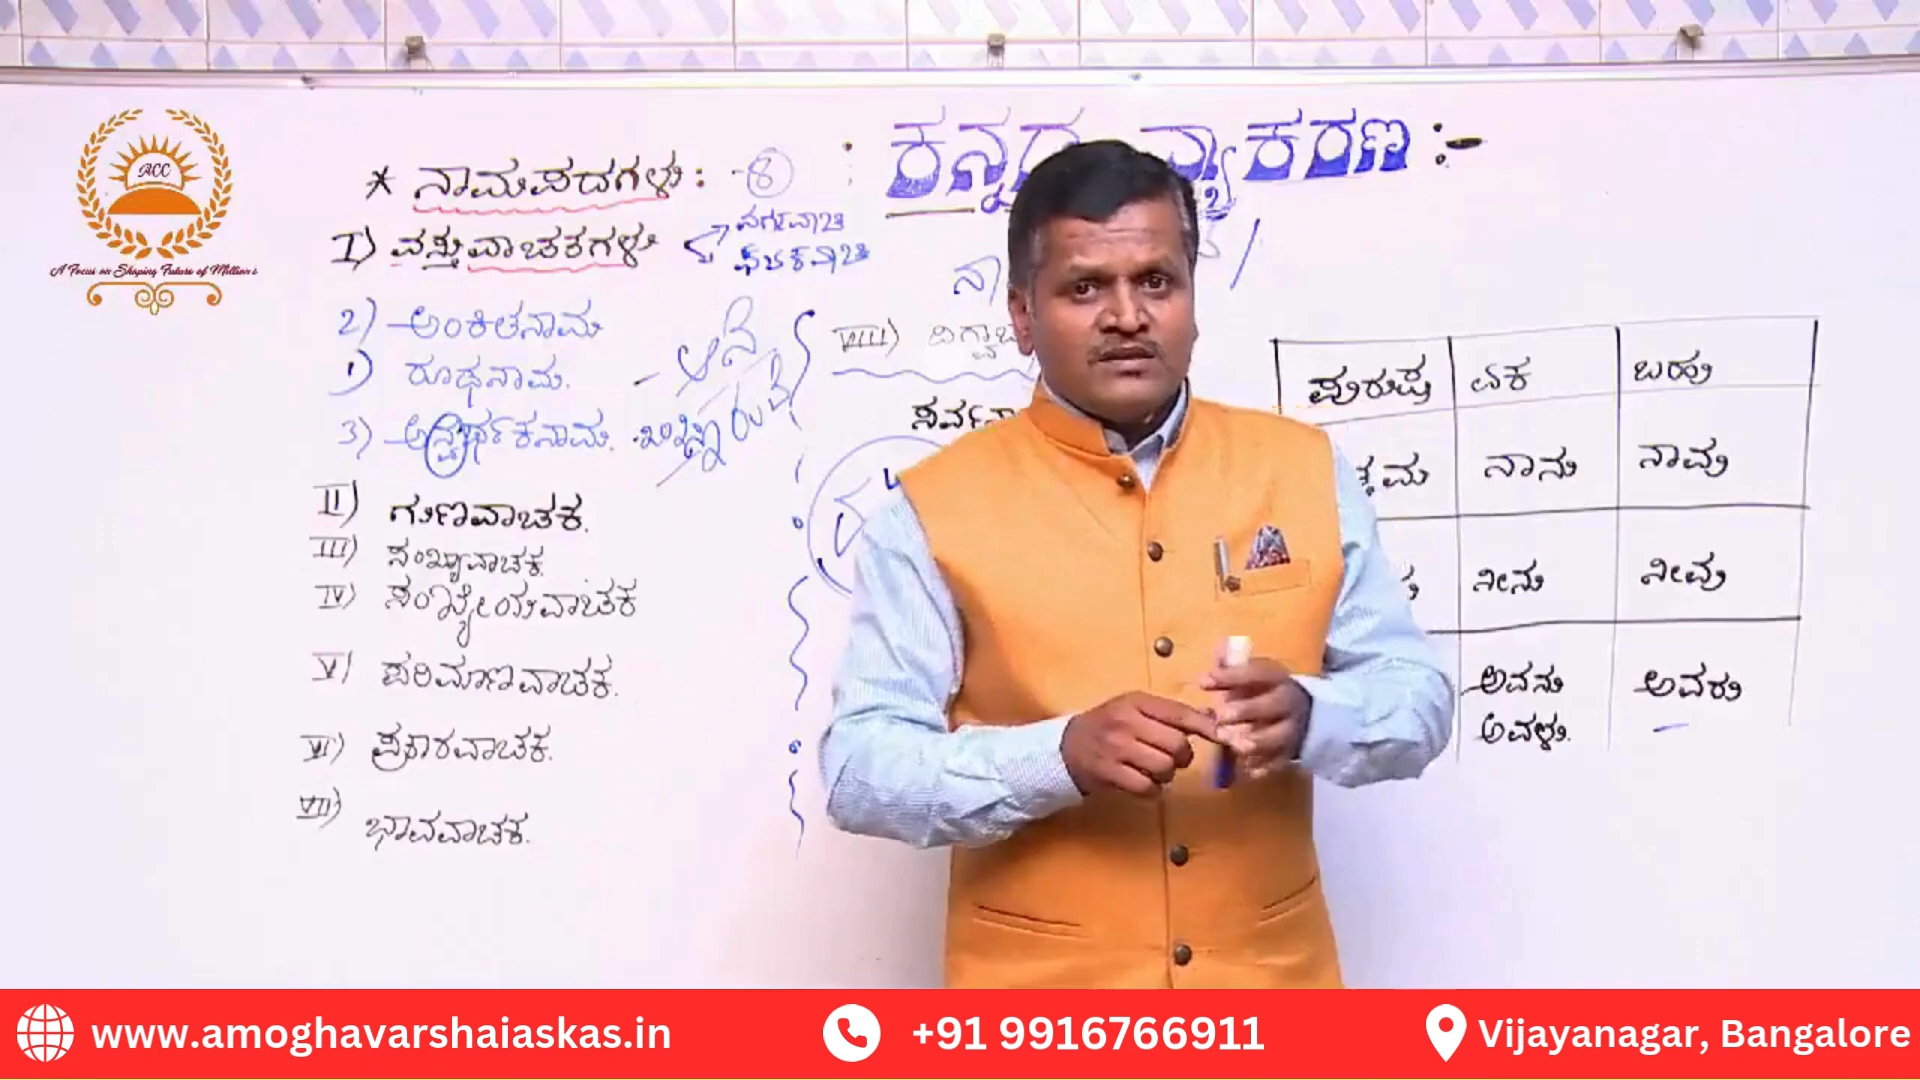 ACC
A Focus on Shaping Future of Million's
ಕನ್ನಡ ವ್ಯಾಕರಣ :-
* ನಾಮಪದಗಳು : - 8
I) ವಸ್ತುವಾಚಕಗಳು
2) ಅಂಕಿತನಾಮ
1) ರೂಢನಾಮ.
3) ಅನ್ವರ್ಥಕನಾಮ.
II) ಗುಣವಾಚಕ.
III) ಸಂಖ್ಯಾವಾಚಕ.
IV) ಸಂಖ್ಯೇಯವಾಚಕ
V) ಪರಿಮಾಣವಾಚಕ.
VI) ಪ್ರಕಾರವಾಚಕ.
VII) ಭಾವವಾಚಕ.
VIII)
ಪುರುಷ ಏಕ ಬಹು
ನಾನು ನಾವು
ನೀನು ನೀವು
ಅವನು ಅವರು
ಅವಳು.
www.amoghavarshaiaskas.in
+91 9916766911
Vijayanagar, Bangalore